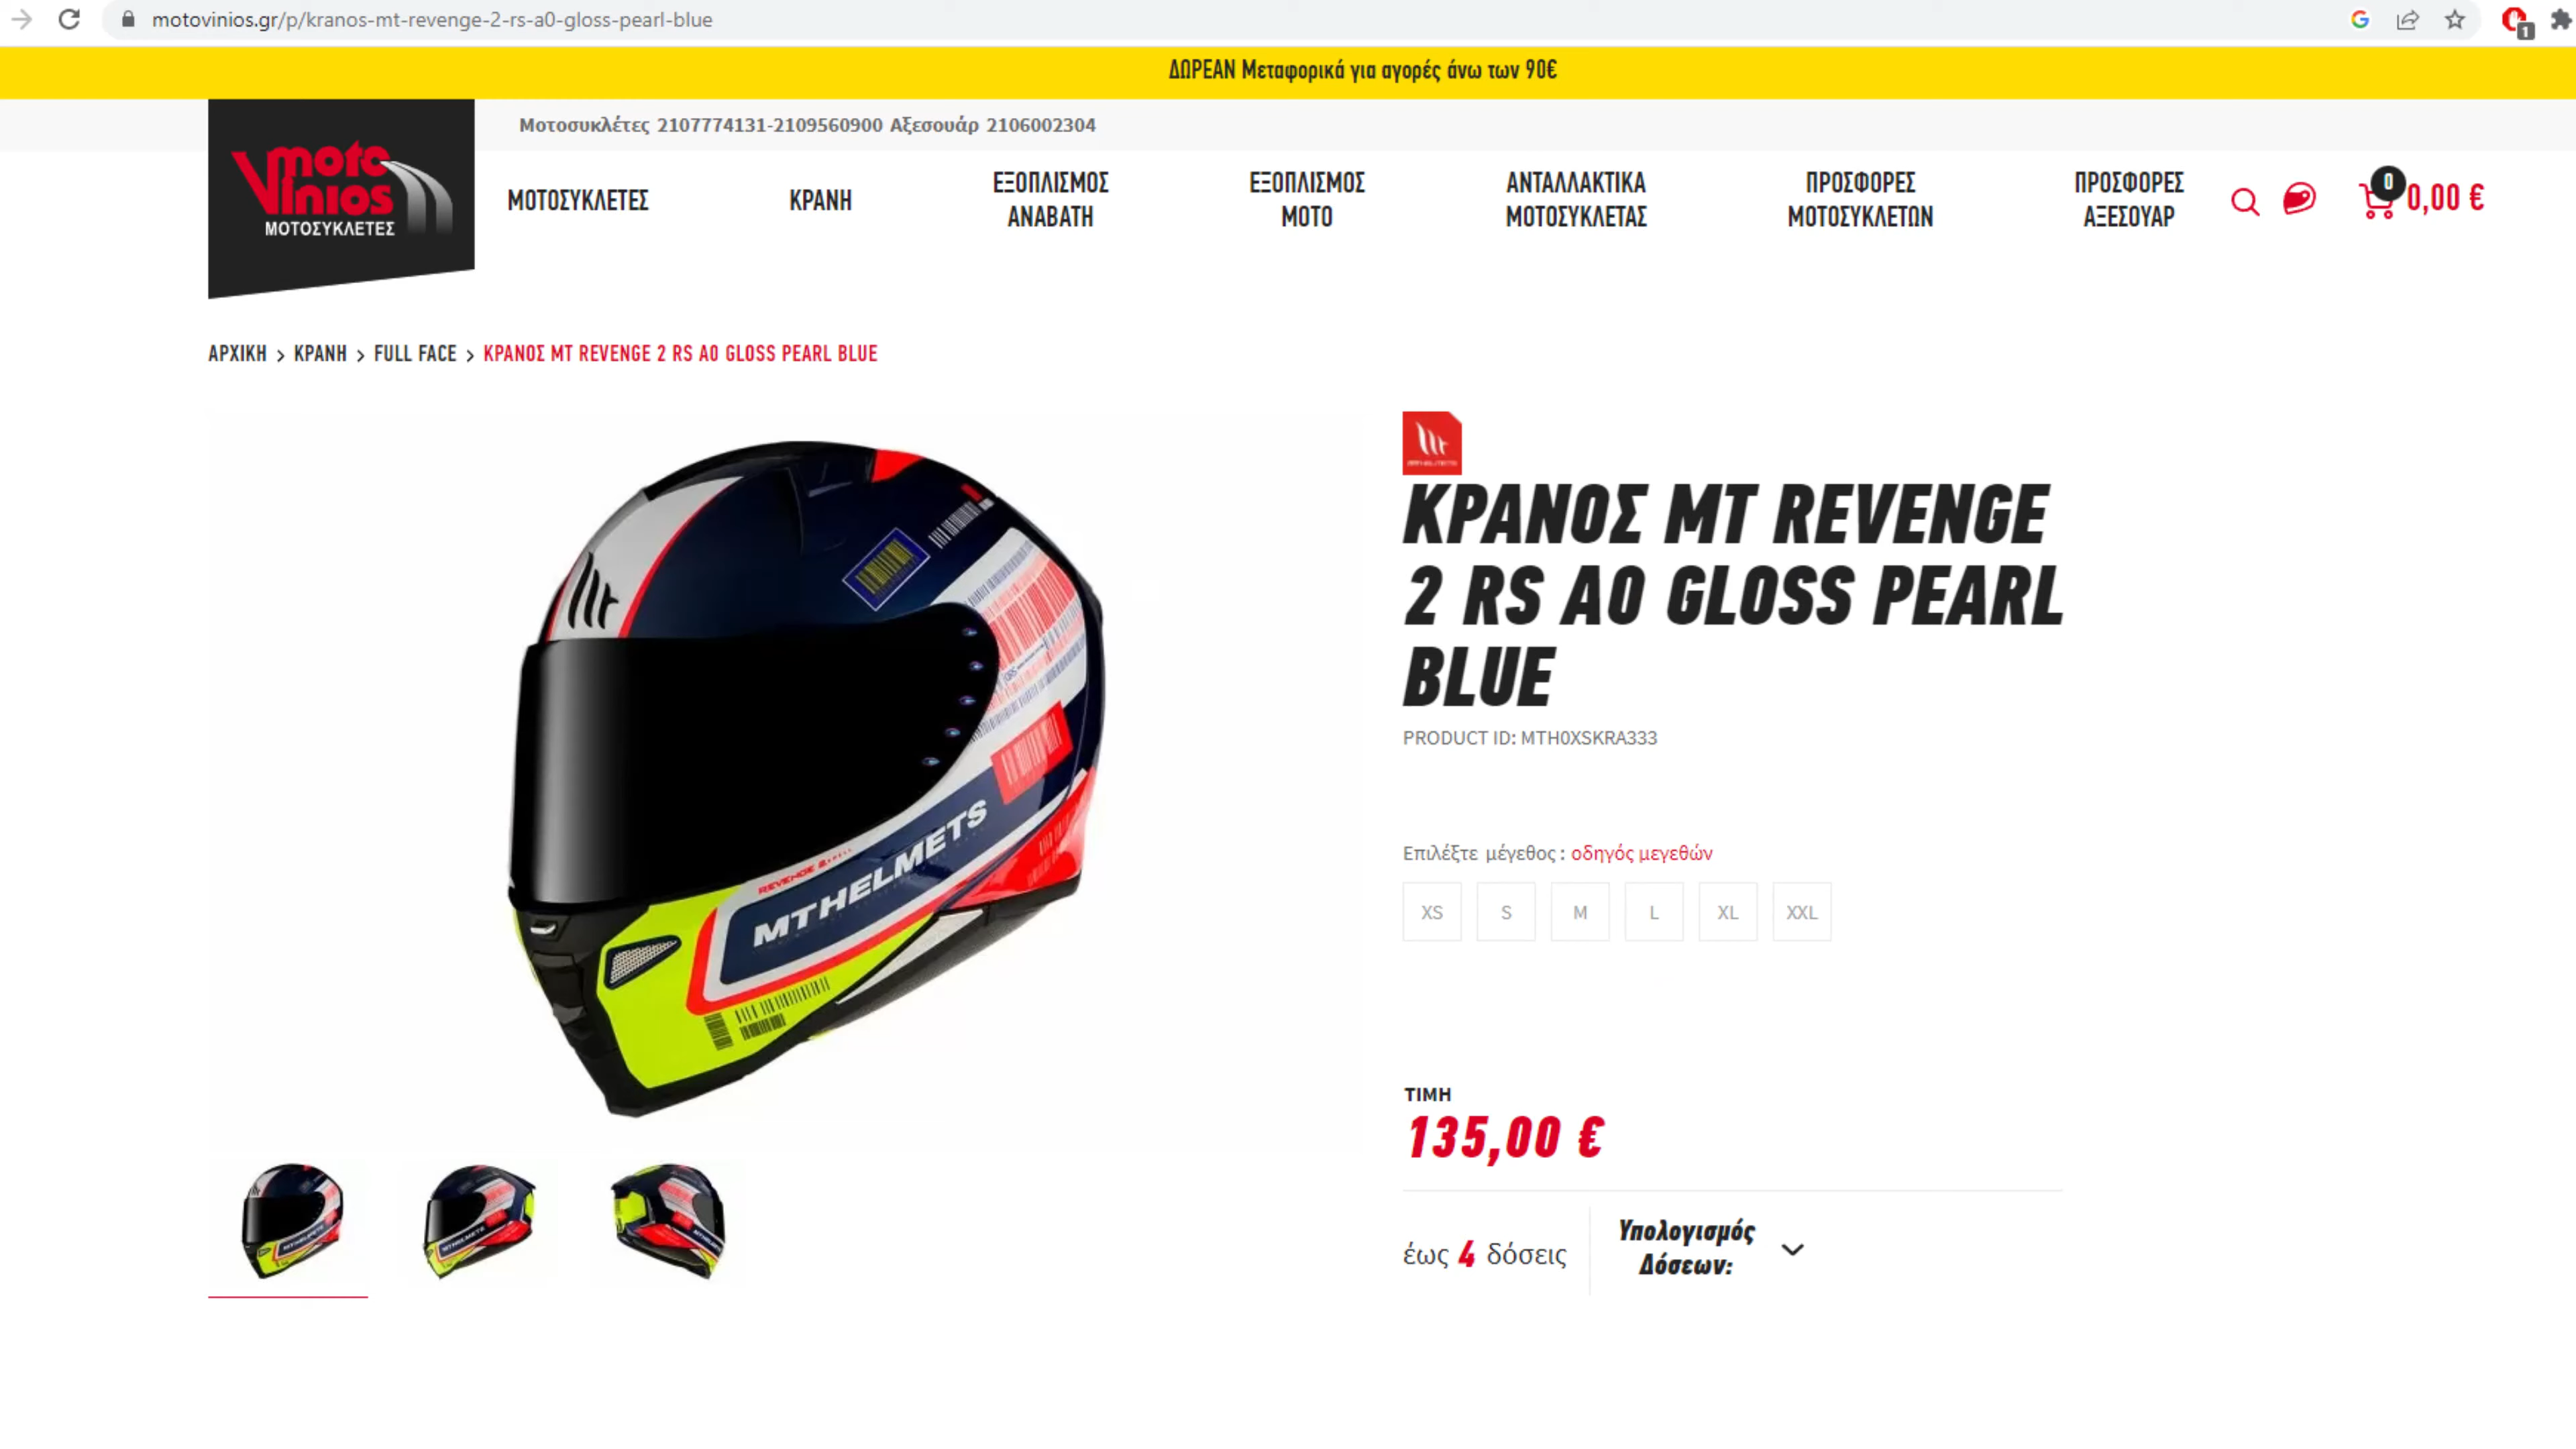 motovinios.gr/p/kranos-mt-revenge-2-rs-a0-gloss-pearl-blue
1
ΔΩΡΕΑΝ Μεταφορικά για αγορές άνω των 90€
Μοτοσυκλέτες 2107774131-2109560900 Αξεσουάρ 2106002304
moto
vinios
ΜΟΤΟΣΥΚΛΕΤΕΣ
ΜΟΤΟΣΥΚΛΕΤΕΣ
ΚΡΑΝΗ
ΕΞΟΠΛΙΣΜΟΣ
ΑΝΑΒΑΤΗ
ΕΞΟΠΛΙΣΜΟΣ
ΜΟΤΟ
ΑΝΤΑΛΛΑΚΤΙΚΑ
ΜΟΤΟΣΥΚΛΕΤΑΣ
ΠΡΟΣΦΟΡΕΣ
ΜΟΤΟΣΥΚΛΕΤΩΝ
ΠΡΟΣΦΟΡΕΣ
ΑΞΕΣΟΥΑΡ
0
0,00 €
ΑΡΧΙΚΗ > ΚΡΑΝΗ > FULL FACE > ΚΡΑΝΟΣ MT REVENGE 2 RS A0 GLOSS PEARL BLUE
REVENGE 2
MTHELMETS
ΚΡΑΝΟΣ MT REVENGE
2 RS A0 GLOSS PEARL
BLUE
PRODUCT ID: MTH0XSKRA333
Επιλέξτε μέγεθος : οδηγός μεγεθών
XS S M L XL XXL
ΤΙΜΗ
135,00 €
έως 4 δόσεις
Υπολογισμός
Δόσεων: